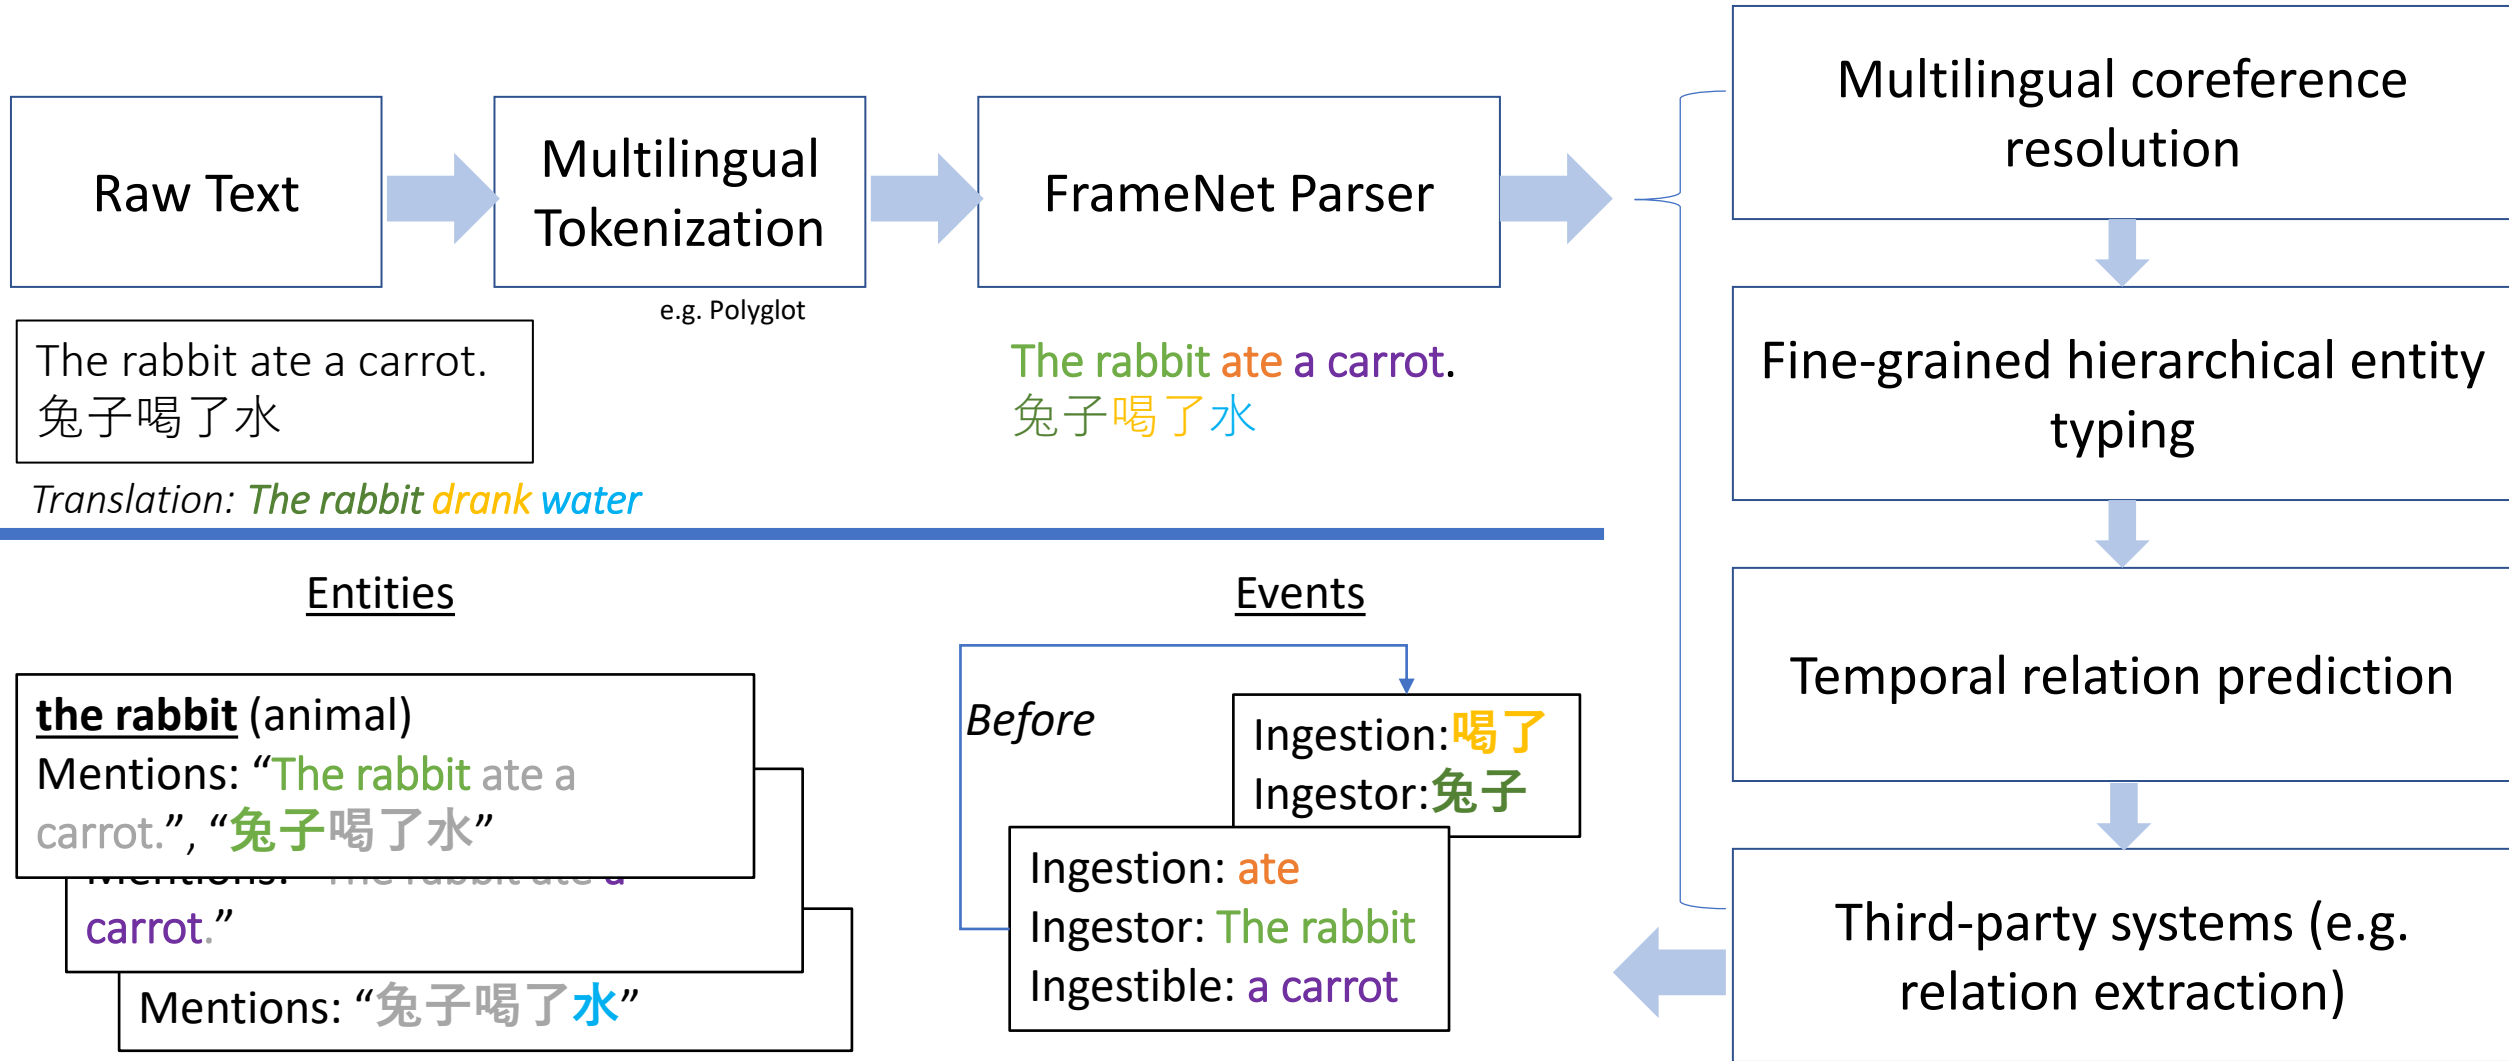 Raw Text
Multilingual
Tokenization
e.g. Polyglot
FrameNet Parser
The rabbit ate a carrot.
兔子喝了水
Translation: The rabbit drank water
The rabbit ate a carrot.
兔子喝了水
Multilingual coreference
resolution
Fine-grained hierarchical entity
typing
Temporal relation prediction
Third-party systems (e.g.
relation extraction)
Entities
the rabbit (animal)
Mentions: “The rabbit ate a
carrot.”, “兔子喝了水”
Mentions: “The rabbit ate a
carrot.”
Mentions: “兔子喝了水”
Events
Before
Ingestion:喝了
Ingestor:兔子
Ingestion: ate
Ingestor: The rabbit
Ingestible: a carrot